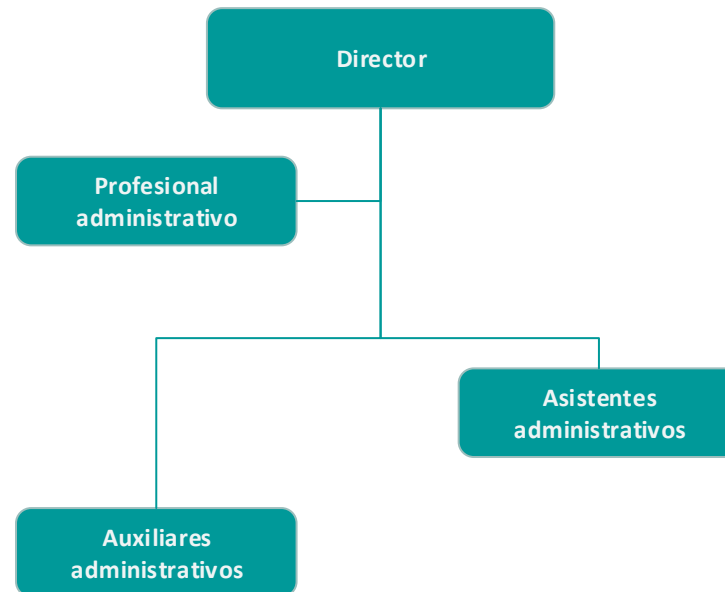 Director
Profesional
administrativo
Asistentes
administrativos
Auxiliares
administrativos